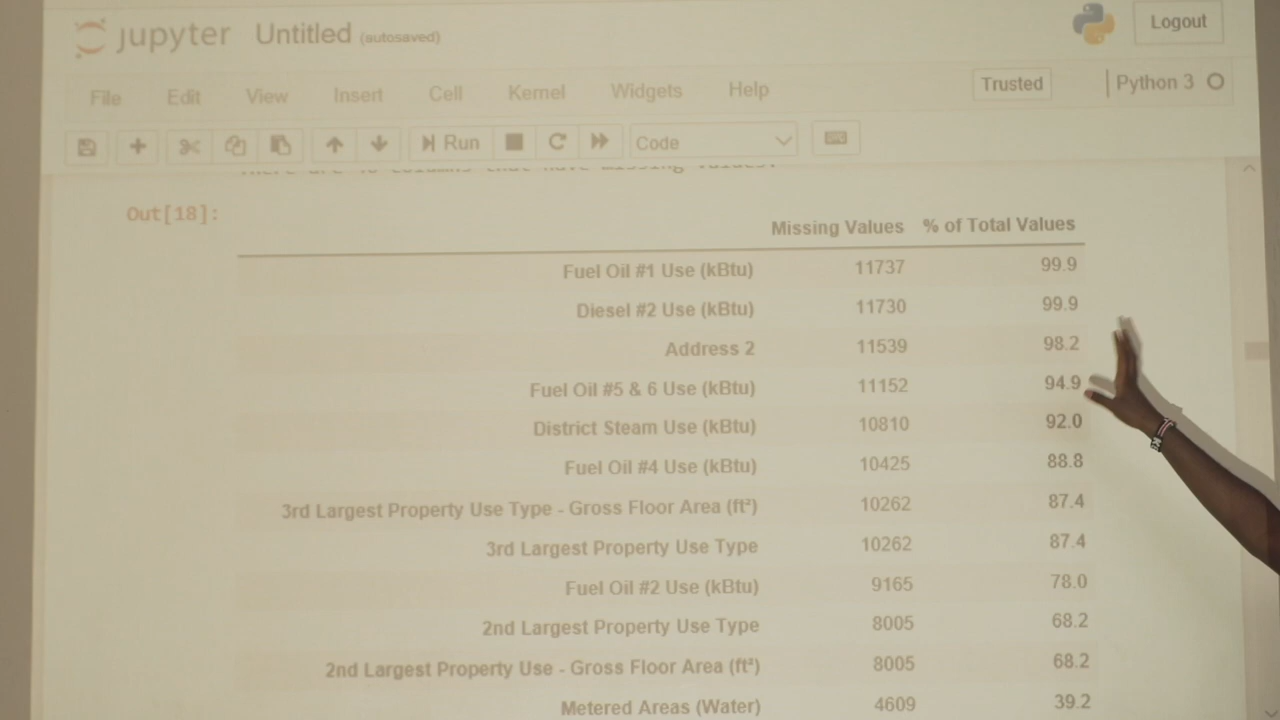 jupyter Untitled (autosaved)
Logout
File Edit View Insert Cell Kernel Widgets Help
Trusted
Python 3
Run
Code
Out[18]:
Missing Values % of Total Values
Fuel Oil #1 Use (kBtu) 11737 99.9
Diesel #2 Use (kBtu) 11730 99.9
Address 2 11539 98.2
Fuel Oil #5 & 6 Use (kBtu) 11152 94.9
District Steam Use (kBtu) 10810 92.0
Fuel Oil #4 Use (kBtu) 10425 88.8
3rd Largest Property Use Type - Gross Floor Area (ft²) 10262 87.4
3rd Largest Property Use Type 10262 87.4
Fuel Oil #2 Use (kBtu) 9165 78.0
2nd Largest Property Use Type 8005 68.2
2nd Largest Property Use - Gross Floor Area (ft²) 8005 68.2
Metered Areas (Water) 4609 39.2